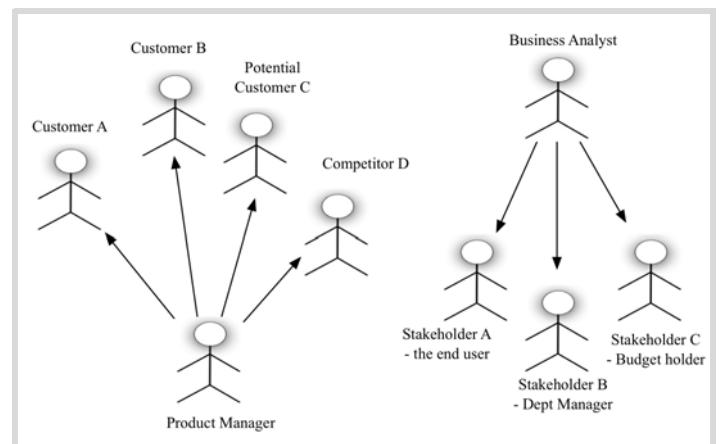 Customer B
Business Analyst
Potential
Customer C
Customer A
Competitor D
Stakeholder A
- the end user
Stakeholder B
- Dept Manager
Stakeholder C
- Budget holder
Product Manager